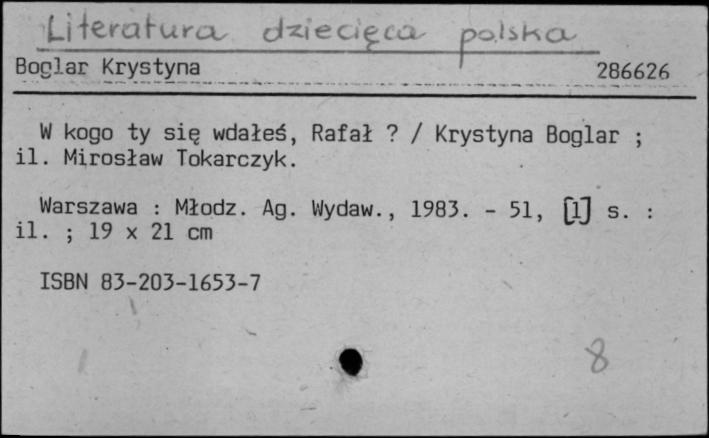 Literatura dziecięca polska
Boglar Krystyna 286626
W kogo ty się wdałeś, Rafał ? / Krystyna Boglar ;
il. Mirosław Tokarczyk.
Warszawa : Młodz. Ag. Wydaw., 1983. - 51, [1] s. :
il. ; 19 x 21 cm
ISBN 83-203-1653-7
8